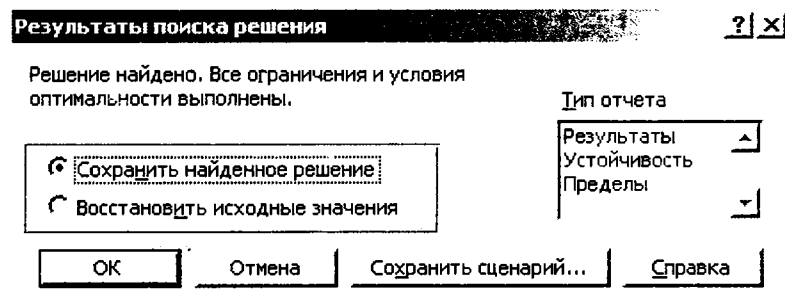 Результаты поиска решения
Решение найдено. Все ограничения и условия
оптимальности выполнены.
Тип отчета
Результаты
Устойчивость
Пределы
Сохранить найденное решение
Восстановить исходные значения
ОК Отмена Сохранить сценарий... Справка